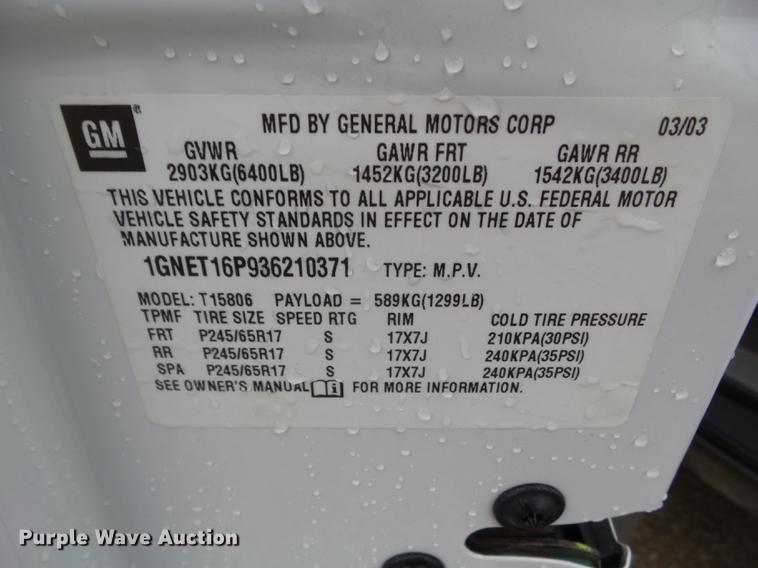 GM MFD BY GENERAL MOTORS CORP 03/03
GVWR GAWR FRT GAWR RR
2903KG(6400LB) 1452KG(3200LB) 1542KG(3400LB)
THIS VEHICLE CONFORMS TO ALL APPLICABLE U.S. FEDERAL MOTOR
VEHICLE SAFETY STANDARDS IN EFFECT ON THE DATE OF
MANUFACTURE SHOWN ABOVE.
1GNET16P936210371 TYPE: M.P.V.
MODEL: T15806 PAYLOAD = 589KG(1299LB)
TPMF TIRE SIZE SPEED RTG RIM COLD TIRE PRESSURE
FRT P245/65R17 S 17X7J 210KPA(30PSI)
RR P245/65R17 S 17X7J 240KPA(35PSI)
SPA P245/65R17 S 17X7J 240KPA(35PSI)
SEE OWNER'S MANUAL i FOR MORE INFORMATION.
Purple Wave Auction